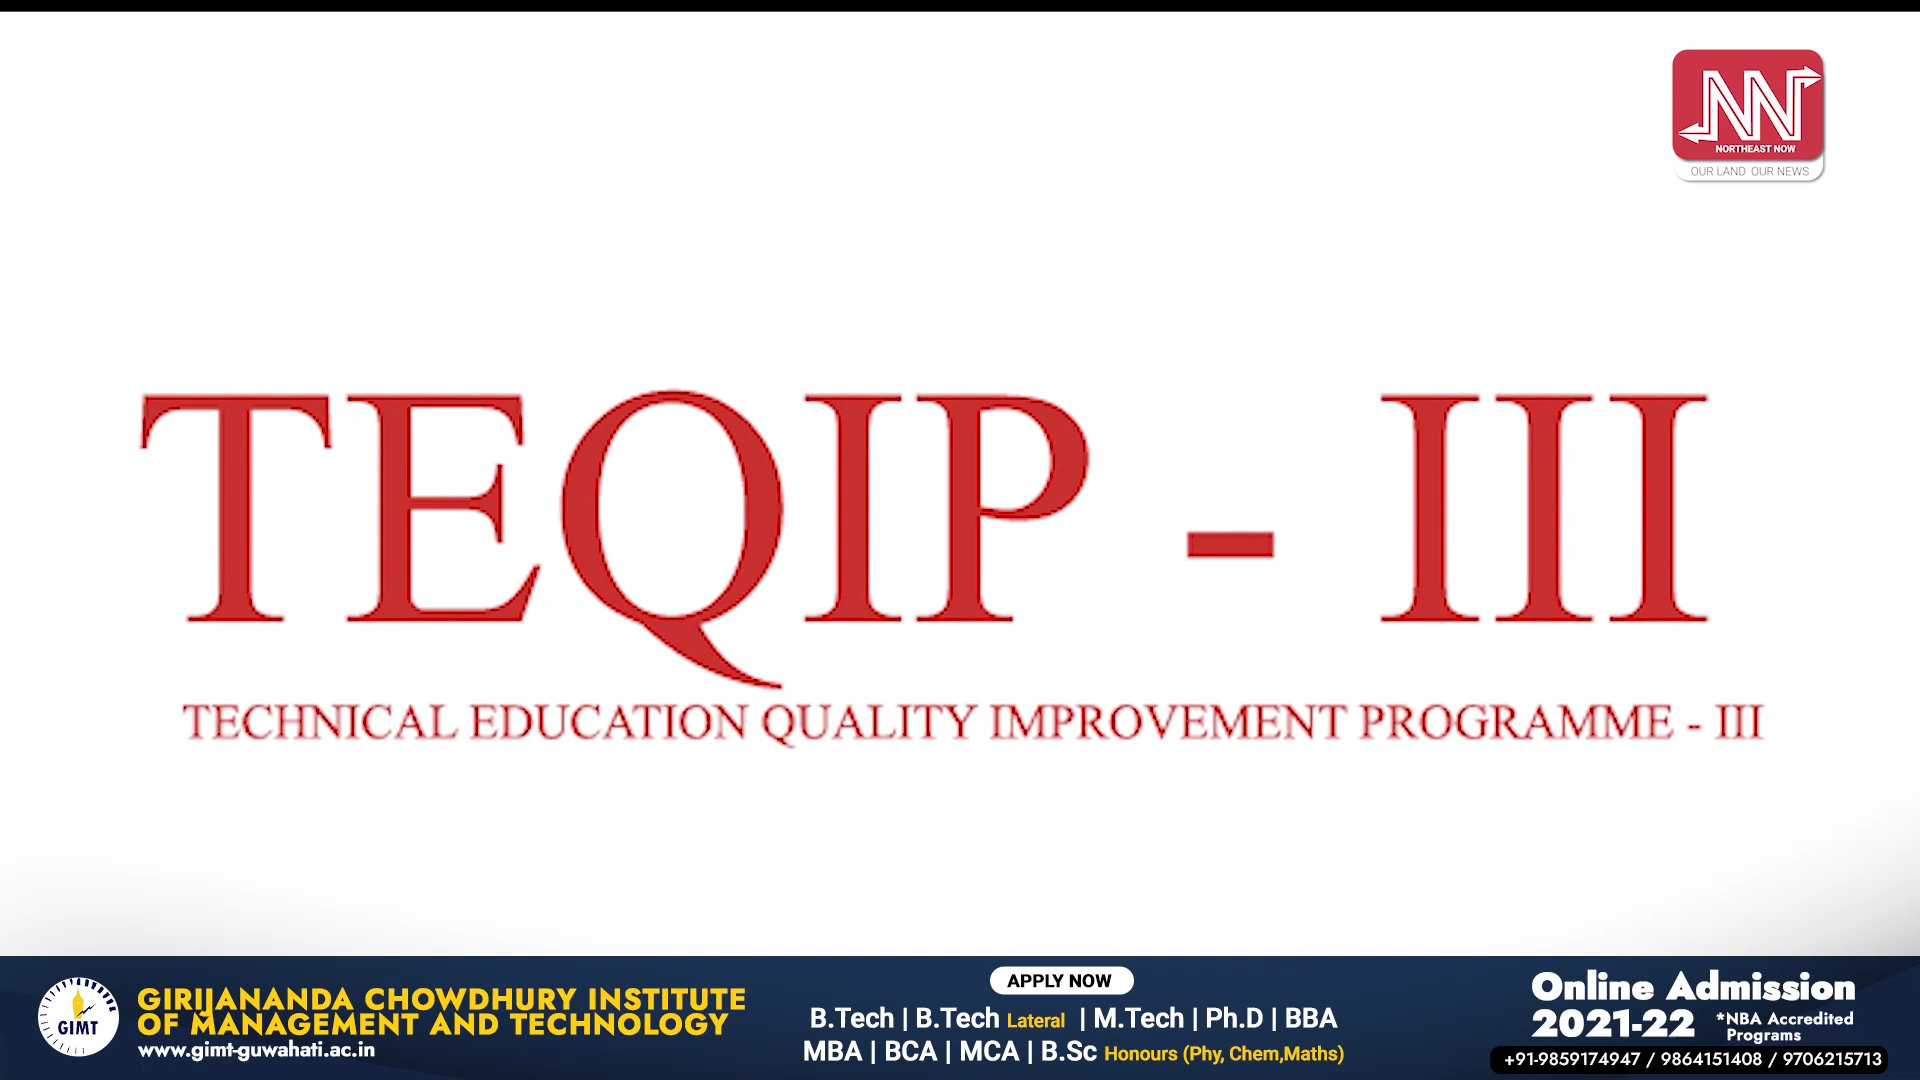 NN
NORTHEAST NOW
OUR LAND OUR NEWS
TEQIP - III
TECHNICAL EDUCATION QUALITY IMPROVEMENT PROGRAMME - III
GIMT
GIRIJANANDA CHOWDHURY INSTITUTE
OF MANAGEMENT AND TECHNOLOGY
www.gimt-guwahati.ac.in
APPLY NOW
B.Tech | B.Tech Lateral | M.Tech | Ph.D | BBA
MBA | BCA | MCA | B.Sc Honours (Phy, Chem,Maths)
Online Admission
2021-22 *NBA Accredited
Programs
+91-9859174947 / 9864151408 / 9706215713